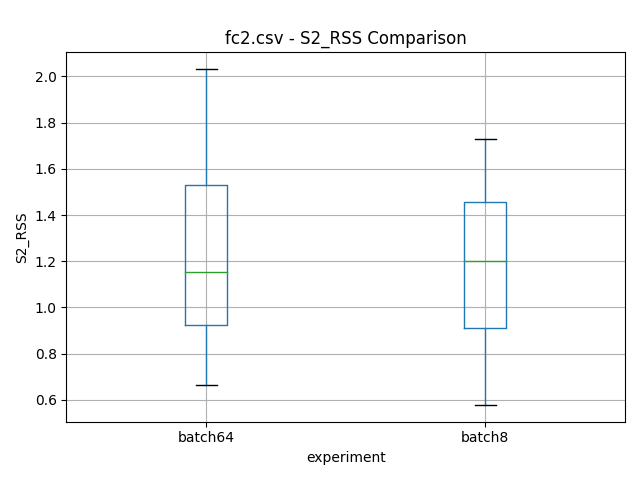 fc2.csv - S2_RSS Comparison
2.0
1.8
1.6
1.4
1.2
1.0
0.8
0.6
S2_RSS
batch64 batch8
experiment